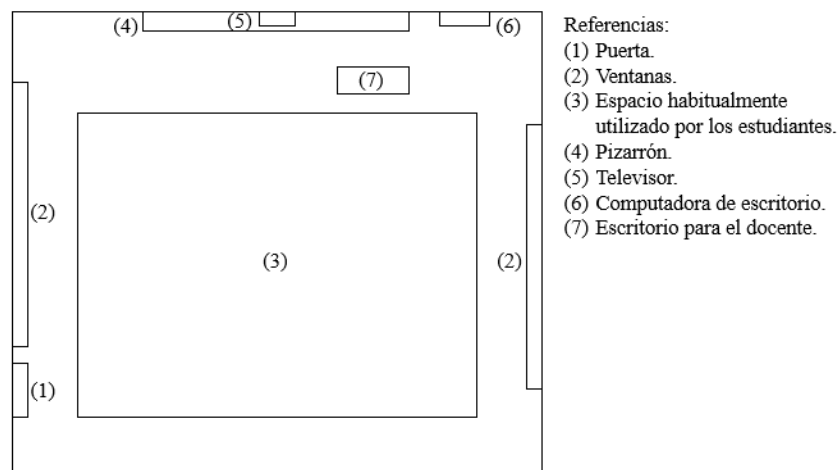 (4)
(5)
(6)
(7)
(2)
(3)
(2)
(1)
Referencias:
(1) Puerta.
(2) Ventanas.
(3) Espacio habitualmente
utilizado por los estudiantes.
(4) Pizarrón.
(5) Televisor.
(6) Computadora de escritorio.
(7) Escritorio para el docente.